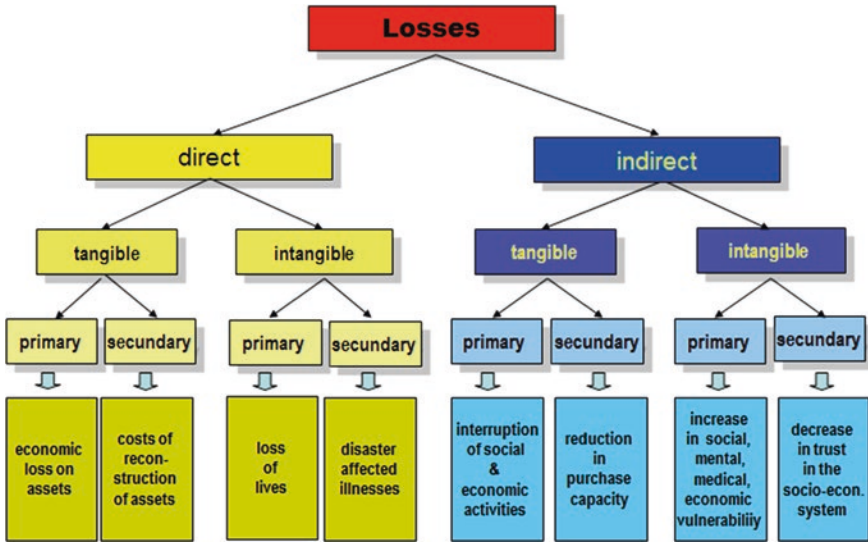 Losses
direct
indirect
tangible
intangible
tangible
intangible
primary
secundary
primary
secundary
primary
secundary
primary
secundary
economic
loss on
assets
costs of
recon-
struction
of assets
loss
of
lives
disaster
affected
illnesses
interruption
of social
&
economic
activities
reduction
in
purchase
capacity
increase
in social,
mental,
medical,
economic
vulnerabiliiy
decrease
in trust
in the
socio-econ.
system